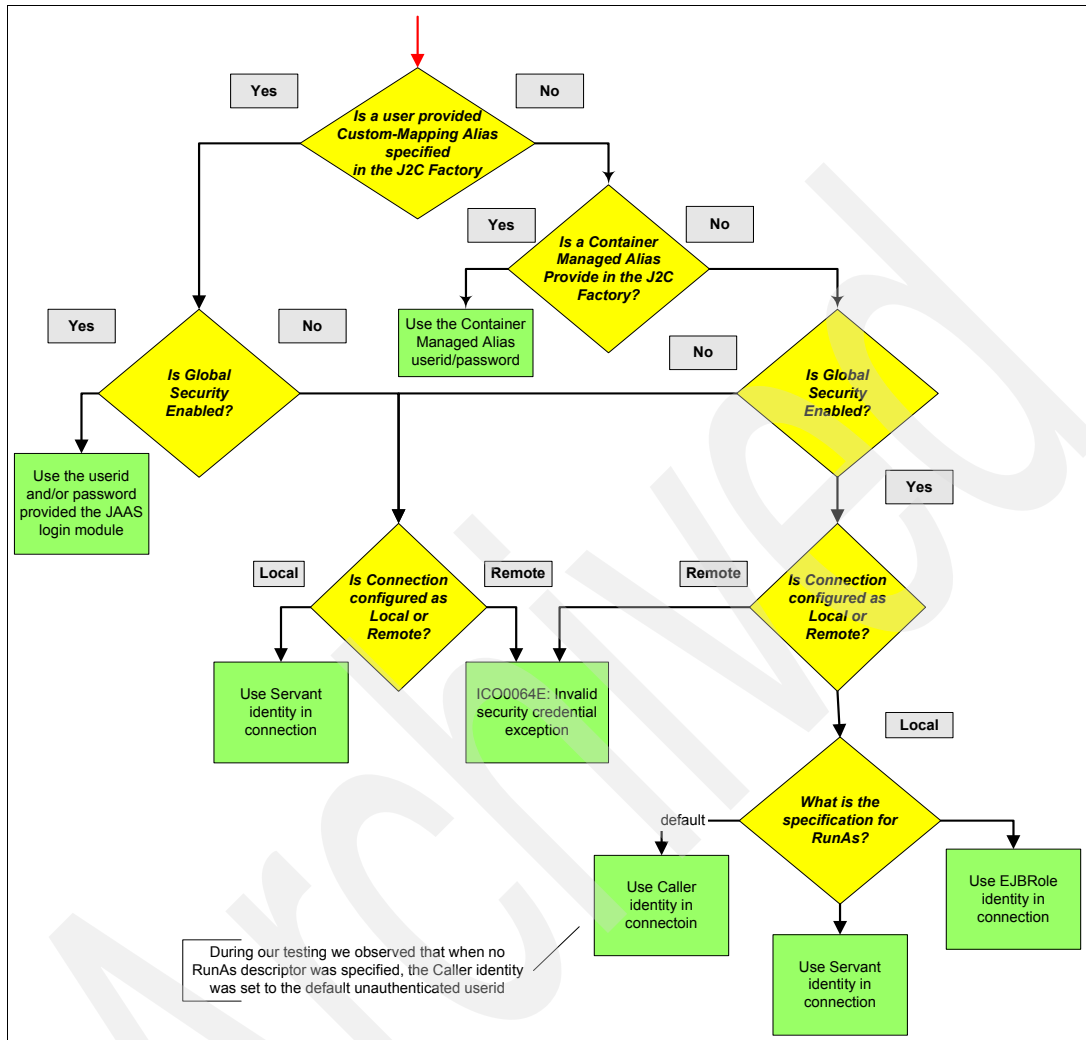 Yes
No
Is a user provided
Custom-Mapping Alias
specified
in the J2C Factory
Yes
No
Is a Container
Managed Alias
Provide in the J2C
Factory?
Use the Container
Managed Alias
userid/password
Yes
No
No
Is Global
Security
Enabled?
Is Global
Security
Enabled?
Use the userid
and/or password
provided the JAAS
login module
Yes
Local
Remote
Is Connection
configured as
Local or
Remote?
Remote
Is Connection
configured as
Local or
Remote?
Use Servant
identity in
connection
ICO0064E: Invalid
security credential
exception
Local
What is the
specification for
RunAs?
default
Use Caller
identity in
connectoin
Use EJBRole
identity in
connection
Use Servant
identity in
connection
During our testing we observed that when no
RunAs descriptor was specified, the Caller identity
was set to the default unauthenticated userid
Archived